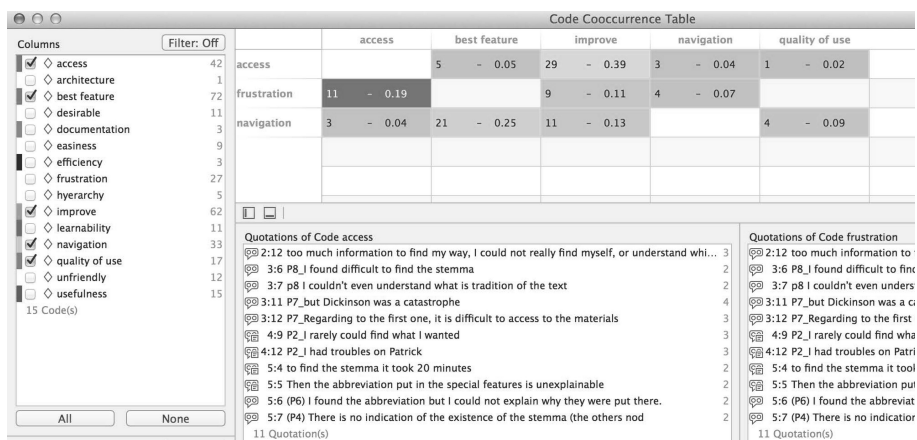 Code Cooccurrence Table
Columns
Filter: Off
access 42
architecture 1
best feature 72
desirable 11
documentation 3
easiness 9
efficiency 3
frustration 27
hyerarchy 5
improve 62
learnability 11
navigation 33
quality of use 17
unfriendly 12
usefulness 15
15 Code(s)
All None
access best feature improve navigation quality of use
access 5 - 0.05 29 - 0.39 3 - 0.04 1 - 0.02
frustration 11 - 0.19 9 - 0.11 4 - 0.07
navigation 3 - 0.04 21 - 0.25 11 - 0.13 4 - 0.09
Quotations of Code access
2:12 too much information to find my way, I could not really find myself, or understand whi... 3
3:6 P8_I found difficult to find the stemma 2
3:7 p8 I couldn't even understand what is tradition of the text 2
3:11 P7_but Dickinson was a catastrophe 4
3:12 P7_Regarding to the first one, it is difficult to access to the materials 3
4:9 P2_I rarely could find what I wanted 3
4:12 P2_I had troubles on Patrick 3
5:4 to find the stemma it took 20 minutes 2
5:5 Then the abbreviation put in the special features is unexplainable 2
5:6 (P6) I found the abbreviation but I could not explain why they were put there. 2
5:7 (P4) There is no indication of the existence of the stemma (the others nod 2
11 Quotation(s)
Quotations of Code frustration
2:12 too much information to
3:6 P8_I found difficult to find
3:7 p8 I couldn't even underst
3:11 P7_but Dickinson was a ca
3:12 P7_Regarding to the first
4:9 P2_I rarely could find wha
4:12 P2_I had troubles on Patri
5:4 to find the stemma it took
5:5 Then the abbreviation put
5:6 (P6) I found the abbreviat
5:7 (P4) There is no indication
11 Quotation(s)